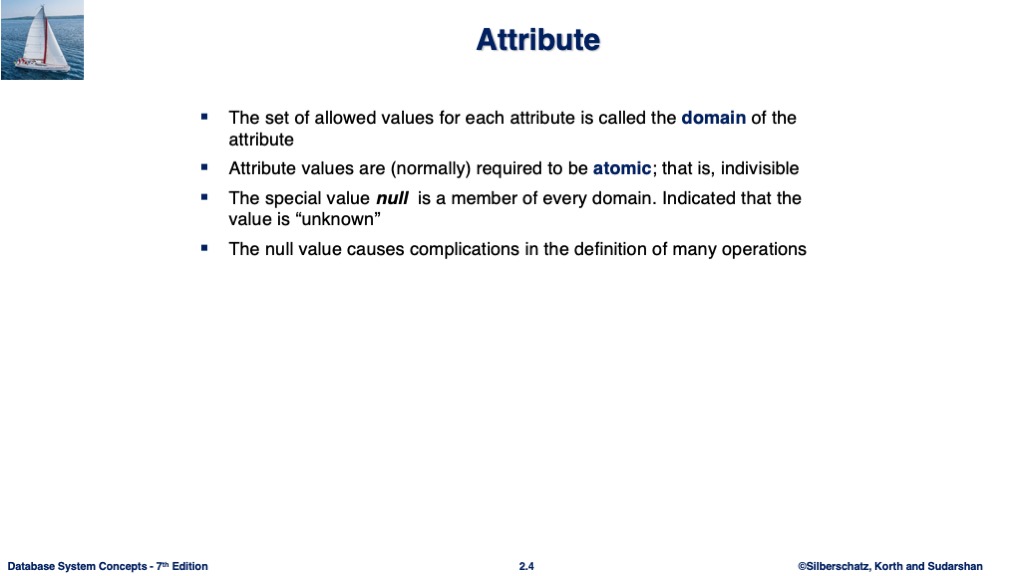 Attribute
▪ The set of allowed values for each attribute is called the domain of the
attribute
▪ Attribute values are (normally) required to be atomic; that is, indivisible
▪ The special value null is a member of every domain. Indicated that the
value is “unknown”
▪ The null value causes complications in the definition of many operations
Database System Concepts - 7th Edition
2.4
©Silberschatz, Korth and Sudarshan